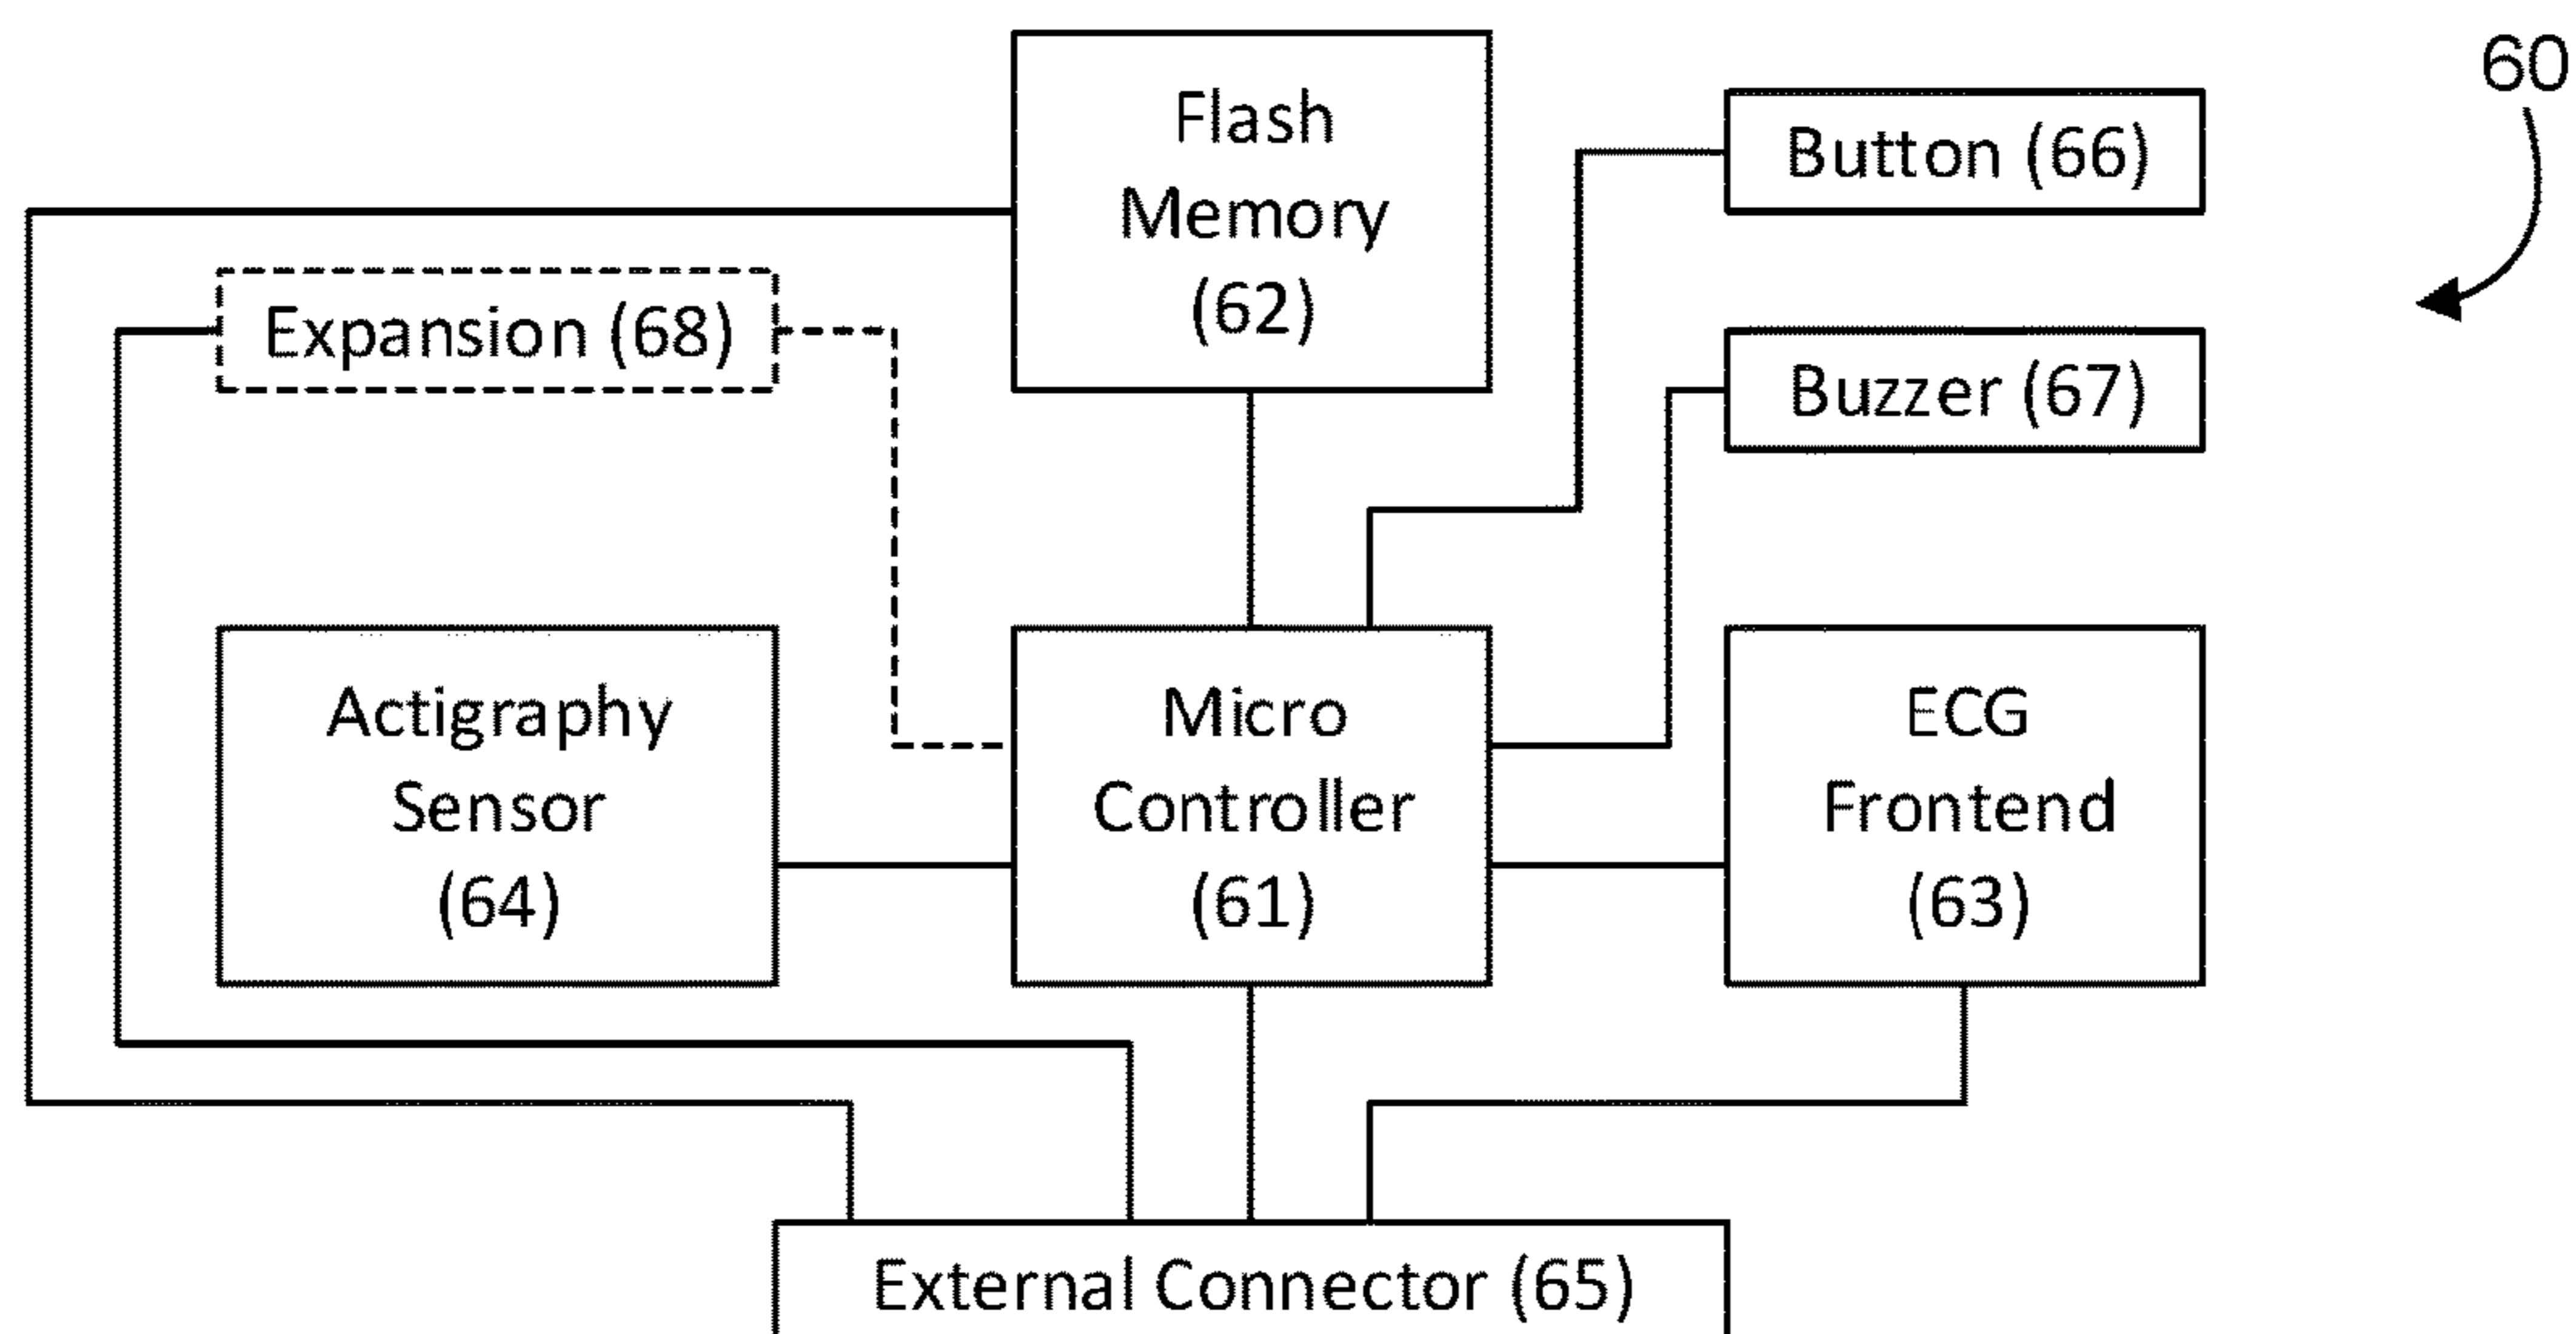 60
Flash
Memory
(62)
Button (66)
Expansion (68)
Buzzer (67)
Actigraphy
Sensor
(64)
Micro
Controller
(61)
ECG
Frontend
(63)
External Connector (65)